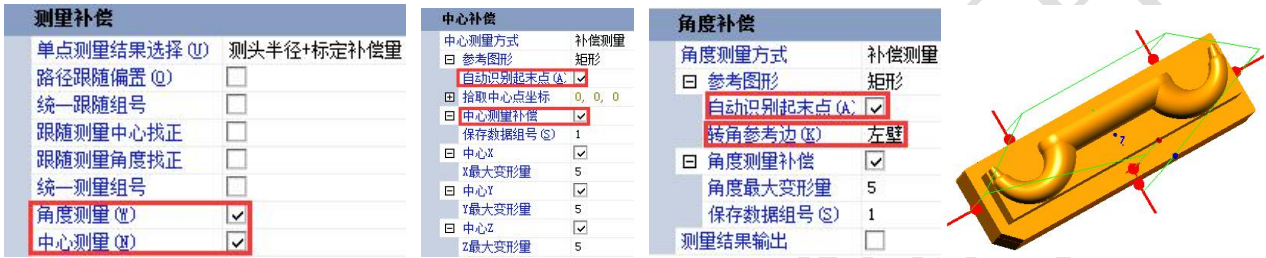 测量补偿
单点测量结果选择(U) 测头半径+标定补偿量
路径跟随偏置(O)
统一跟随组号
跟随测量中心找正
跟随测量角度找正
统一测量组号
角度测量(W)
中心测量(N)
中心补偿
中心测量方式 补偿测量
参考图形 矩形
自动识别起末点(A)
拾取中心点坐标 0, 0, 0
中心测量补偿
保存数据组号(S) 1
中心X
X最大变形量 5
中心Y
Y最大变形量 5
中心Z
Z最大变形量 5
角度补偿
角度测量方式 补偿测量
参考图形 矩形
自动识别起末点(A)
转角参考边(K) 左壁
角度测量补偿
角度最大变形量 5
保存数据组号(S) 1
测量结果输出
Z